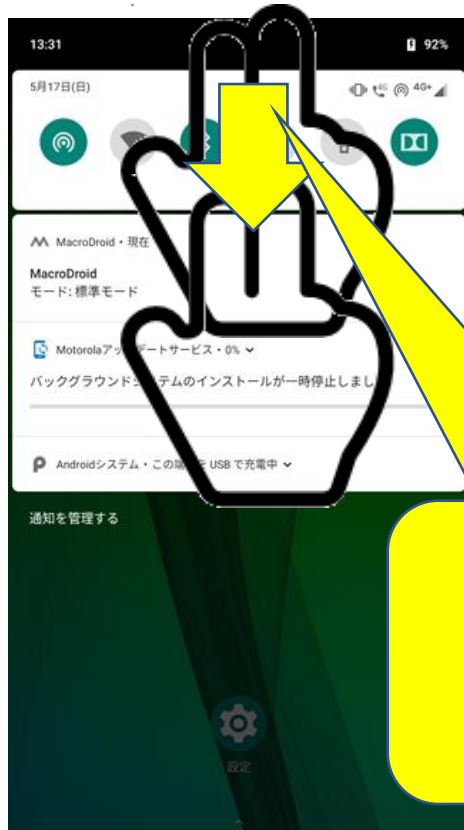 13:31
92%
5月17日(日)
4G
4G+
MacroDroid・現在
MacroDroid
モード: 標準モード
Motorolaアッ デートサービス・0%
バックグラウンド テムのインストールが一時停止しまし
Androidシステム・この端 を USB で充電中
通知を管理する
設定